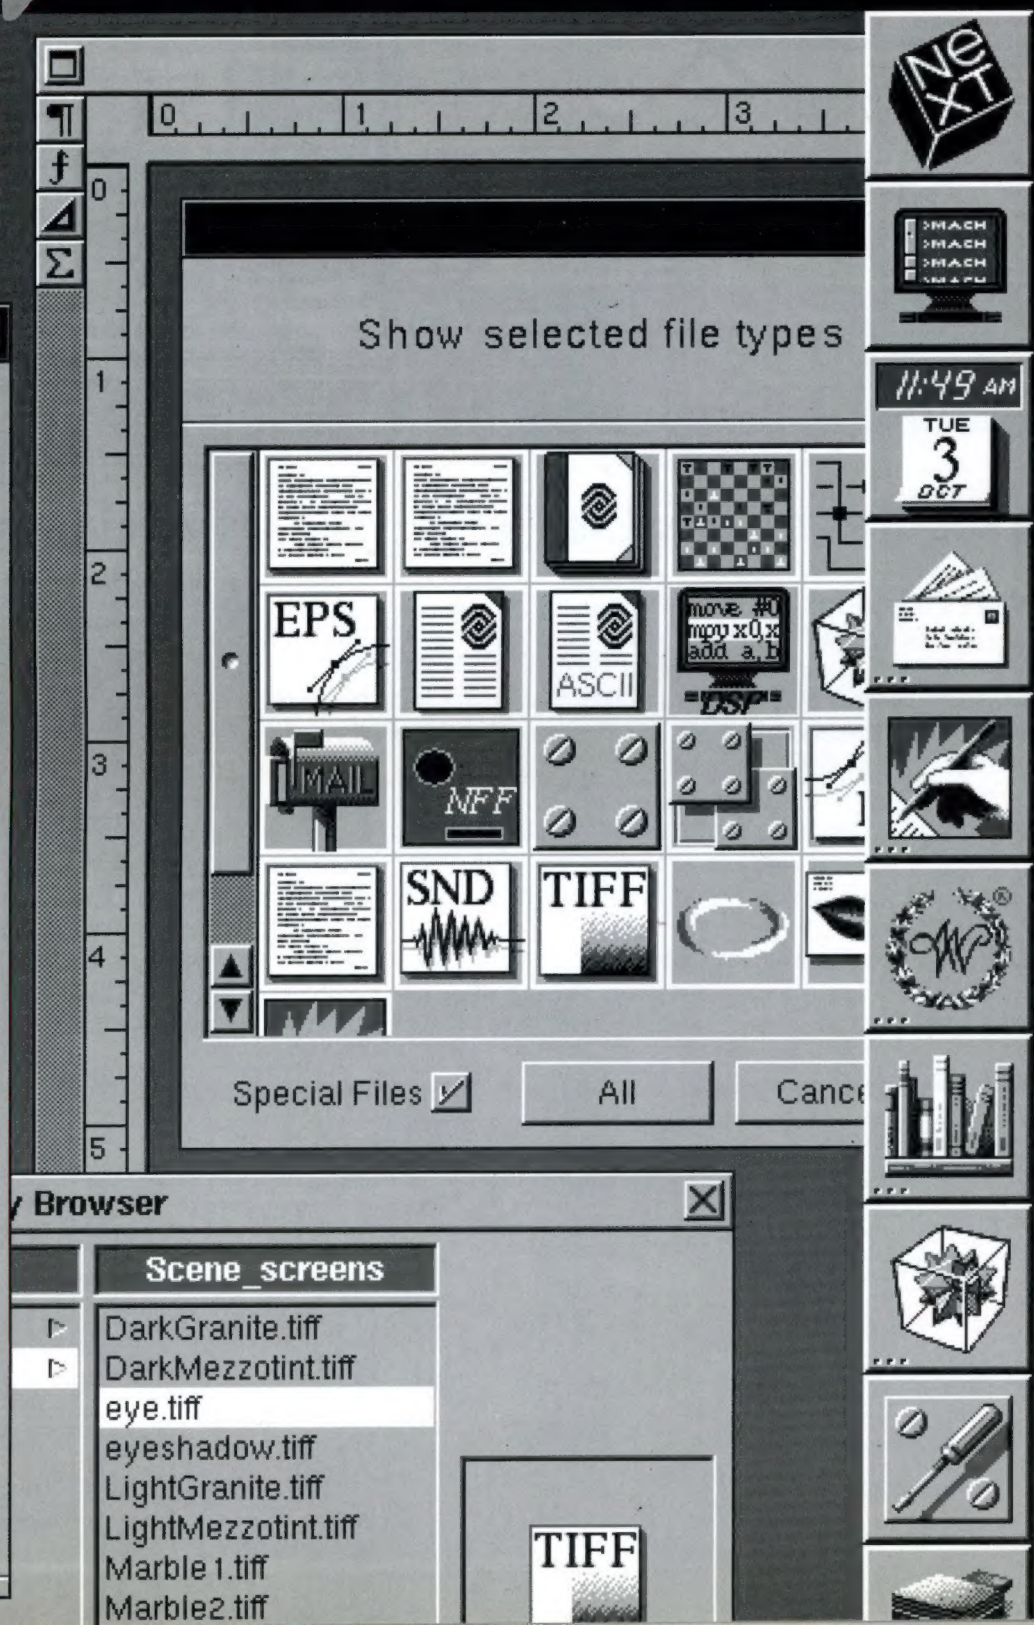 NeXT
¶
0 1 2 3
f
0
Σ
>MACH
>MACH
>MACH
>MACH
Show selected file types
1
11:49 AM
TUE
3
OCT
2
EPS
ASCII
move #0
mpy x0,x
add a,b
DSP
3
MAIL
NFF
SND
TIFF
W®
4
Special Files
All
Cance
5
y Browser
Scene_screens
DarkGranite.tiff
DarkMezzotint.tiff
eye.tiff
eyeshadow.tiff
LightGranite.tiff
LightMezzotint.tiff
Marble1.tiff
Marble2.tiff
TIFF